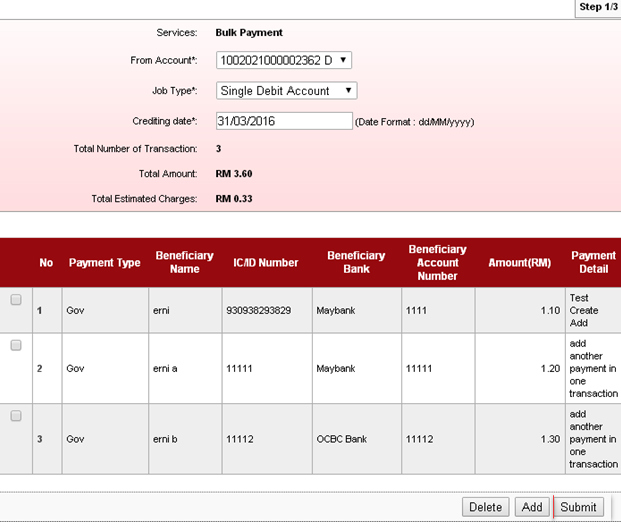 Step 1/3
Services: Bulk Payment
From Account*: 1002021000002362 D
Job Type*: Single Debit Account
Crediting date*: 31/03/2016 (Date Format : dd/MM/yyyy)
Total Number of Transaction: 3
Total Amount: RM 3.60
Total Estimated Charges: RM 0.33
No Payment Type Beneficiary Name IC/ID Number Beneficiary Bank Beneficiary Account Number Amount(RM) Payment Detail
1 Gov erni 930938293829 Maybank 1111 1.10 Test Create Add
2 Gov erni a 11111 Maybank 11111 1.20 add another payment in one transaction
3 Gov erni b 11112 OCBC Bank 11112 1.30 add another payment in one transaction
Delete Add Submit